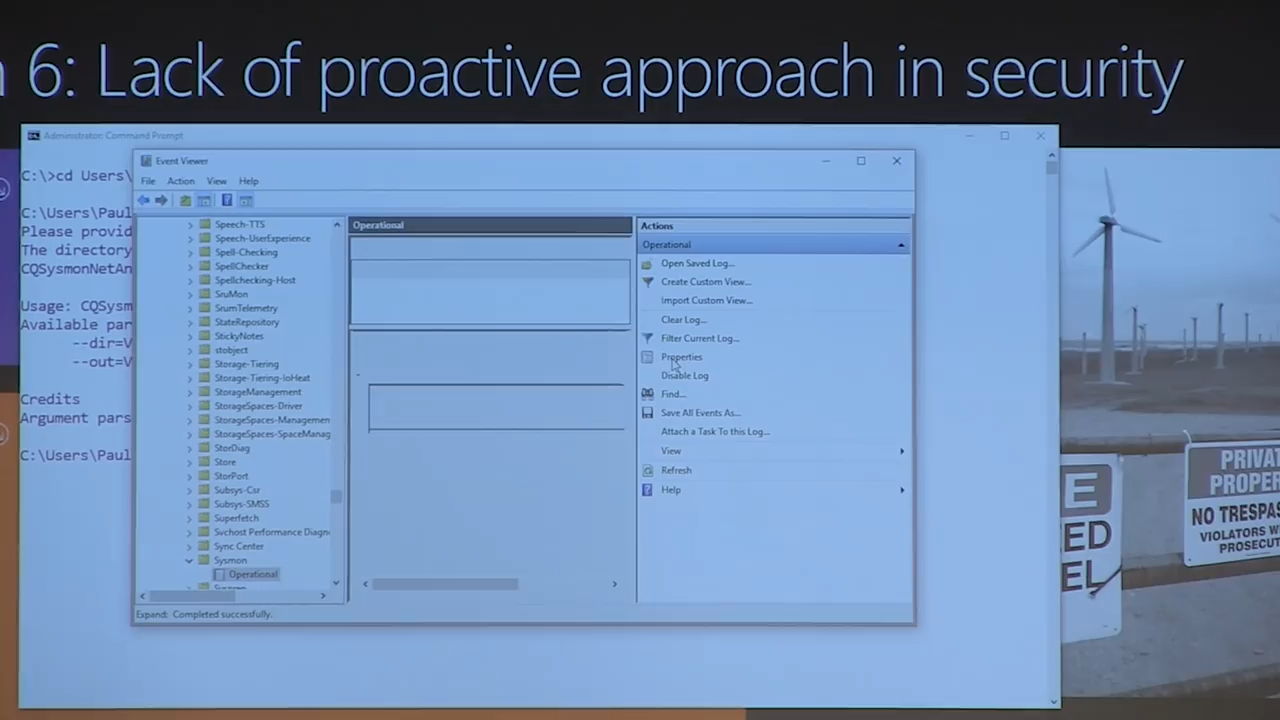 6: Lack of proactive approach in security
Administrator: Command Prompt
C:\>cd Users\
C:\Users\Paul
Please provid
The directory
CQSysmonNetAn
Usage: CQSysm
Available par
--dir=V
--out=V
Credits
Argument pars
C:\Users\Paul
Event Viewer
File Action View Help
Speech-TTS
Speech-UserExperience
Spell-Checking
SpellChecker
Spellchecking-Host
SruMon
SrumTelemetry
StateRepository
StickyNotes
stobject
Storage-Tiering
Storage-Tiering-IoHeat
StorageManagement
StorageSpaces-Driver
StorageSpaces-Managemen
StorageSpaces-SpaceManag
StorDiag
Store
StorPort
Subsys-Csr
Subsys-SMSS
Superfetch
Svchost Performance Diagn
Sync Center
Sysmon
Operational
Expand: Completed successfully.
Operational
Actions
Operational
Open Saved Log...
Create Custom View...
Import Custom View...
Clear Log...
Filter Current Log...
Properties
Disable Log
Find...
Save All Events As...
Attach a Task To this Log...
View
Refresh
Help
E
ED
EL
PRIVAT
PROPER
NO TRESPAS
VIOLATORS W
PROSECUT